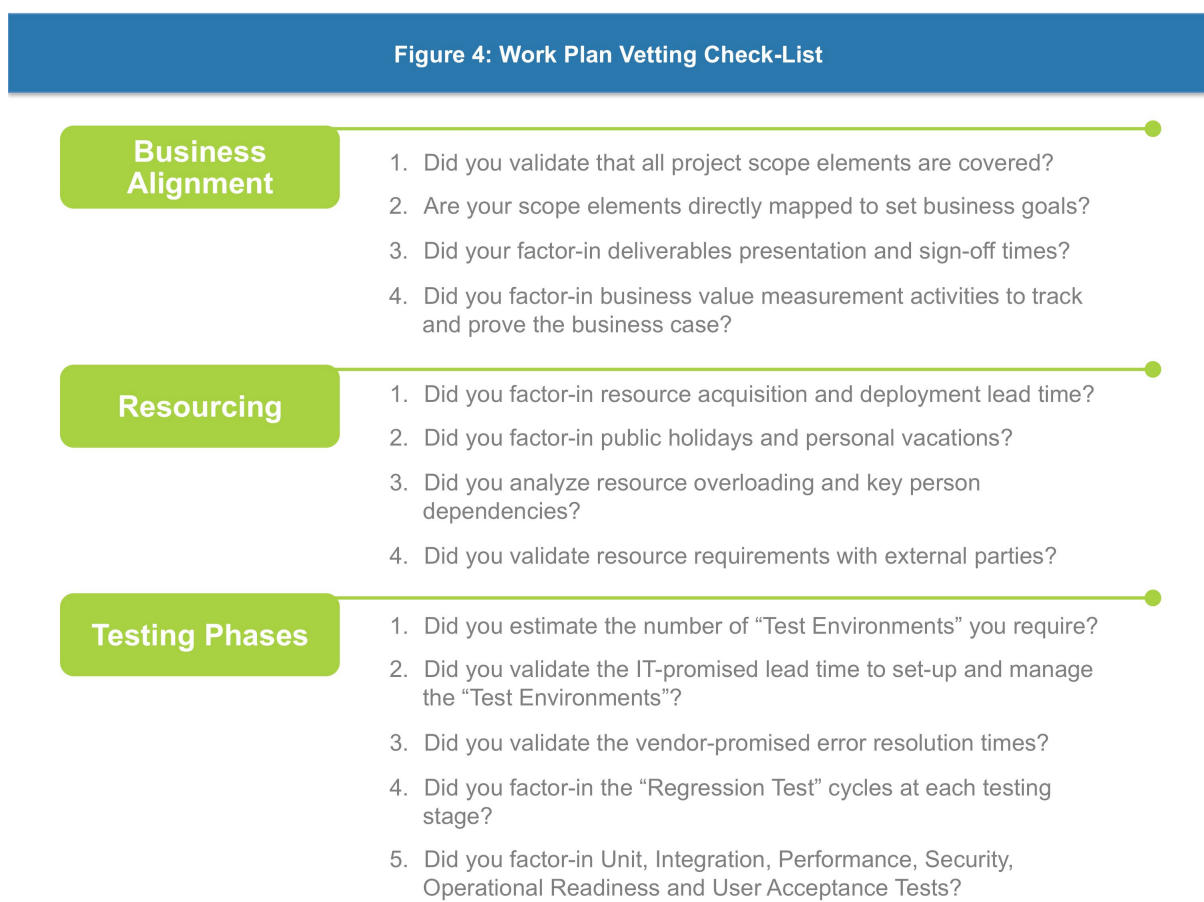 Figure 4: Work Plan Vetting Check-List
Business
Alignment
1. Did you validate that all project scope elements are covered?
2. Are your scope elements directly mapped to set business goals?
3. Did your factor-in deliverables presentation and sign-off times?
4. Did you factor-in business value measurement activities to track
and prove the business case?
Resourcing
1. Did you factor-in resource acquisition and deployment lead time?
2. Did you factor-in public holidays and personal vacations?
3. Did you analyze resource overloading and key person
dependencies?
4. Did you validate resource requirements with external parties?
Testing Phases
1. Did you estimate the number of “Test Environments” you require?
2. Did you validate the IT-promised lead time to set-up and manage
the “Test Environments”?
3. Did you validate the vendor-promised error resolution times?
4. Did you factor-in the “Regression Test” cycles at each testing
stage?
5. Did you factor-in Unit, Integration, Performance, Security,
Operational Readiness and User Acceptance Tests?